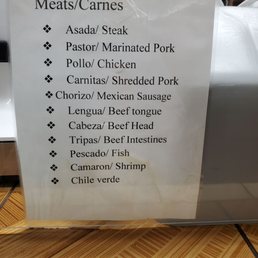 Meats/Carnes
❖ Asada/ Steak
❖ Pastor/ Marinated Pork
❖ Pollo/ Chicken
❖ Carnitas/ Shredded Pork
❖ Chorizo/ Mexican Sausage
❖ Lengua/ Beef tongue
❖ Cabeza/ Beef Head
❖ Tripas/ Beef Intestines
❖ Pescado/ Fish
❖ Camaron/ Shrimp
❖ Chile verde